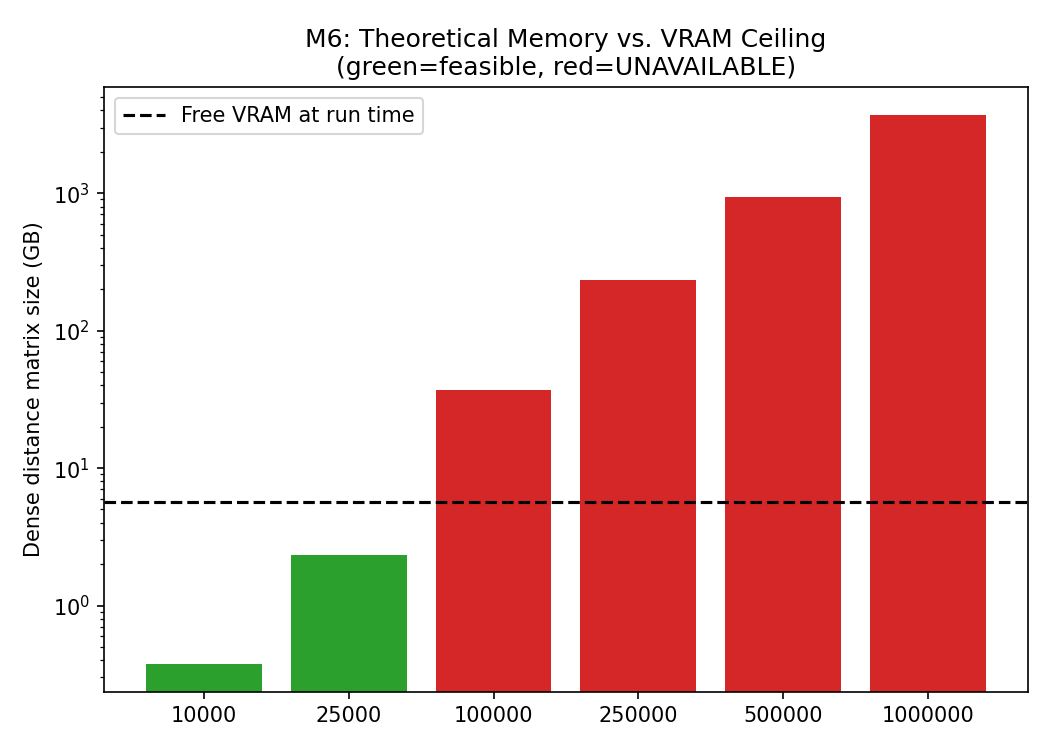 M6: Theoretical Memory vs. VRAM Ceiling
(green=feasible, red=UNAVAILABLE)
Free VRAM at run time
Dense distance matrix size (GB)
10³
10²
10¹
10⁰
10000 25000 100000 250000 500000 1000000